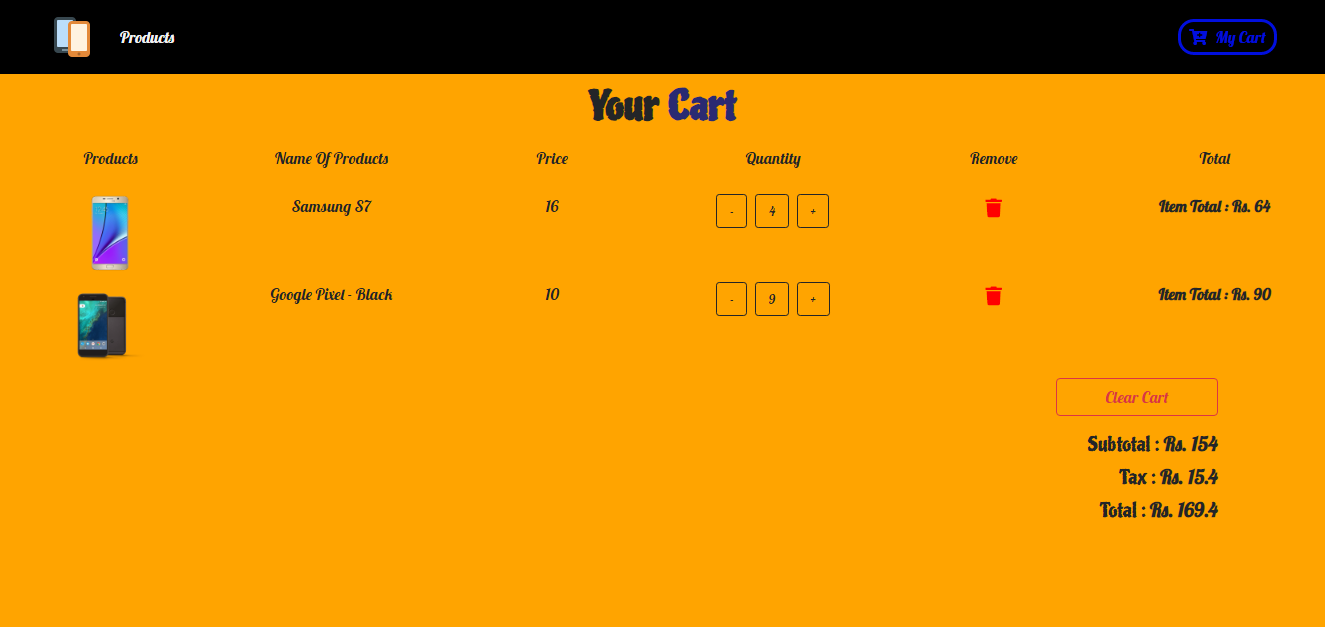 Products My Cart
Your Cart
Products Name Of Products Price Quantity Remove Total
Samsung S7 16 - 4 + Item Total : Rs. 64
Google Pixel - Black 10 - 9 + Item Total : Rs. 90
Clear Cart
Subtotal : Rs. 154
Tax : Rs. 15.4
Total : Rs. 169.4